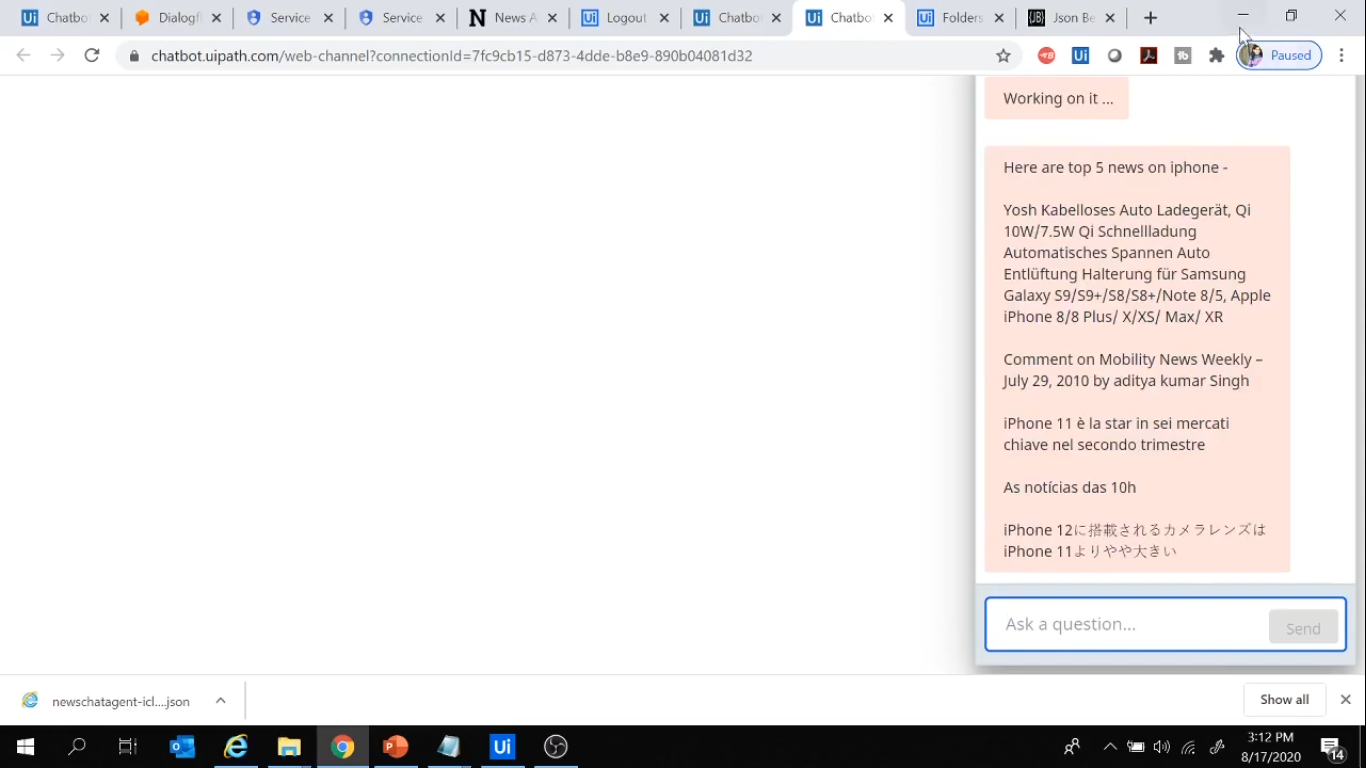 Chatbo
Dialogfl
Service
Service
News A
Logout
Chatbo
Chatbo
Folders
Json Be
chatbot.uipath.com/web-channel?connectionId=7fc9cb15-d873-4dde-b8e9-890b04081d32
Paused
Working on it ...
Here are top 5 news on iphone -
Yosh Kabelloses Auto Ladegerät, Qi
10W/7.5W Qi Schnellladung
Automatisches Spannen Auto
Entlüftung Halterung für Samsung
Galaxy S9/S9+/S8/S8+/Note 8/5, Apple
iPhone 8/8 Plus/ X/XS/ Max/ XR
Comment on Mobility News Weekly –
July 29, 2010 by aditya kumar Singh
iPhone 11 è la star in sei mercati
chiave nel secondo trimestre
As notícias das 10h
iPhone 12に搭載されるカメラレンズは
iPhone 11よりやや大きい
Ask a question...
Send
newschatagent-icl....json
Show all
3:12 PM
8/17/2020
14